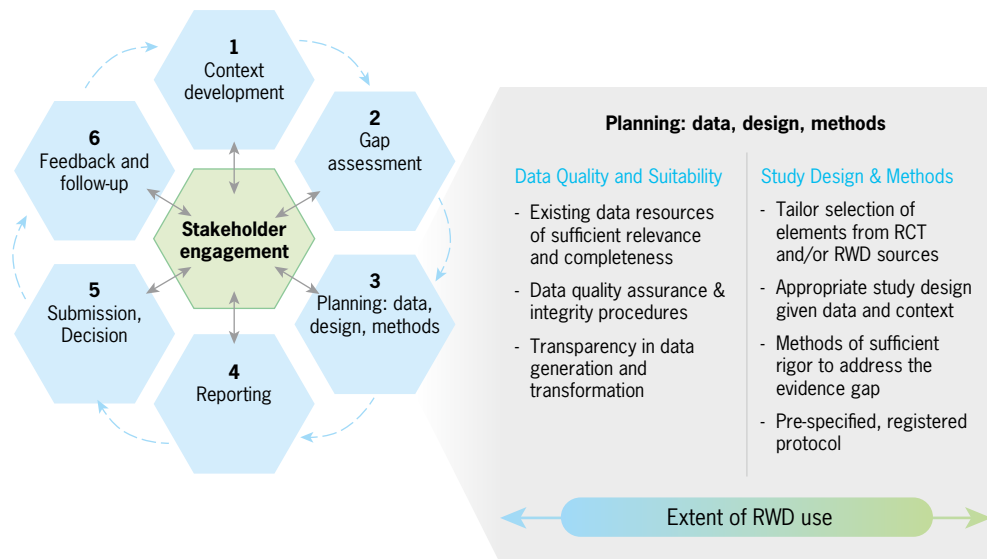 1
Context
development
2
Gap
assessment
3
Planning: data,
design, methods
4
Reporting
5
Submission,
Decision
6
Feedback and
follow-up
Stakeholder
engagement
Planning: data, design, methods
Data Quality and Suitability
- Existing data resources
of sufficient relevance
and completeness
- Data quality assurance &
integrity procedures
- Transparency in data
generation and
transformation
Study Design & Methods
- Tailor selection of
elements from RCT
and/or RWD sources
- Appropriate study design
given data and context
- Methods of sufficient
rigor to address the
evidence gap
- Pre-specified, registered
protocol
Extent of RWD use